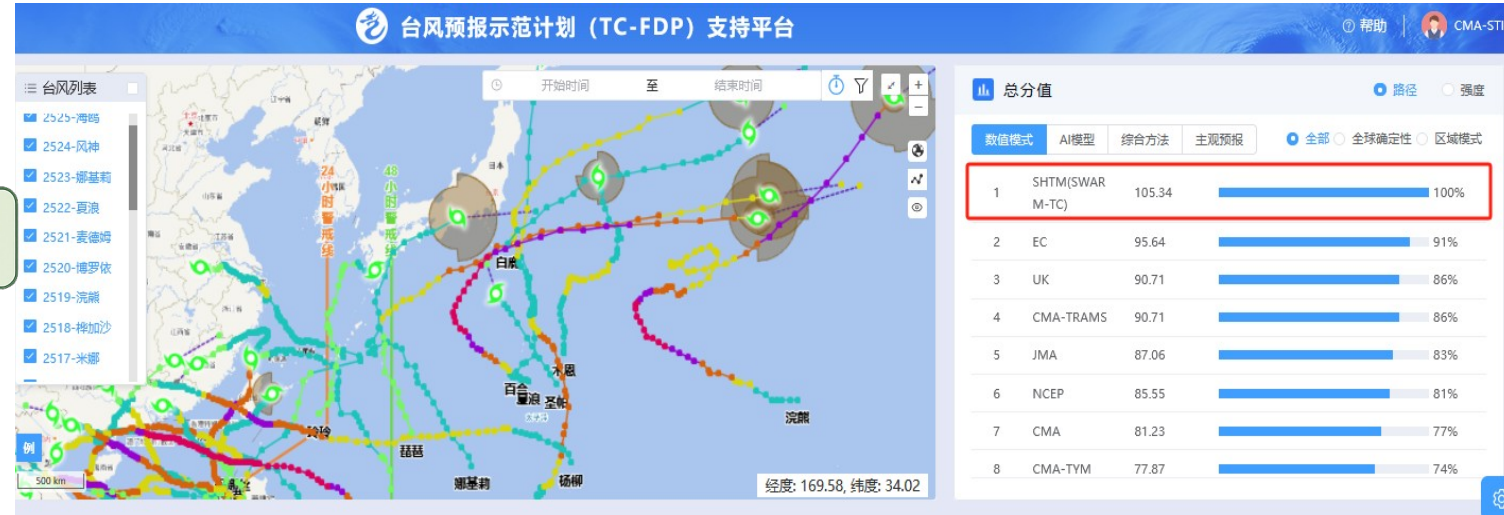 台风预报示范计划（TC-FDP）支持平台
帮助
CMA-STI
台风列表
2525-海鸥
2524-风神
2523-娜基莉
2522-夏浪
2521-麦德姆
2520-博罗依
2519-浣熊
2518-桦加沙
2517-米娜
例
500 km
开始时间 至 结束时间
24小时警戒线
48小时警戒线
日本
白鹿
木恩
百合
夏浪
圣帕
浣熊
玲玲
琵琶
娜基莉
杨柳
经度: 169.58, 纬度: 34.02
总分值
路径 强度
数值模式 AI模型 综合方法 主观预报
全部 全球确定性 区域模式
1 SHTM(SWAR
M-TC) 105.34 100%
2 EC 95.64 91%
3 UK 90.71 86%
4 CMA-TRAMS 90.71 86%
5 JMA 87.06 83%
6 NCEP 85.55 81%
7 CMA 81.23 77%
8 CMA-TYM 77.87 74%